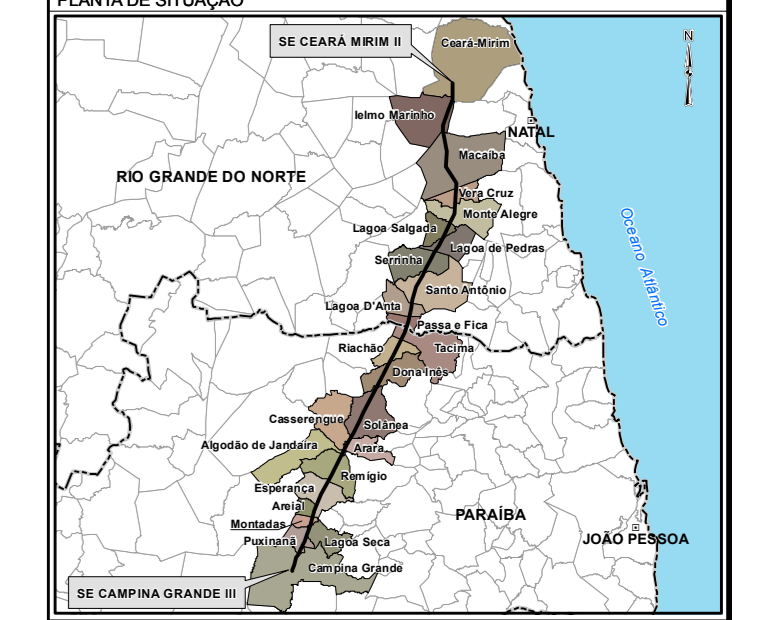 PLANTA DE SITUAÇÃO
SE CEARÁ MIRIM II
Ceará-Mirim
N
Ielmo Marinho
NATAL
Macaíba
RIO GRANDE DO NORTE
Vera Cruz
Monte Alegre
Lagoa Salgada
Oceano Atlântico
Lagoa de Pedras
Serrinha
Santo Antônio
Lagoa D'Anta
Passa e Fica
Riachão
Tacima
Dona Inês
Casserengue
Solânea
Algodão de Jandaíra
Arara
Remígio
Esperança
Areial
PARAÍBA
Montadas
Puxinanã
Lagoa Seca
JOÃO PESSOA
Campina Grande
SE CAMPINA GRANDE III